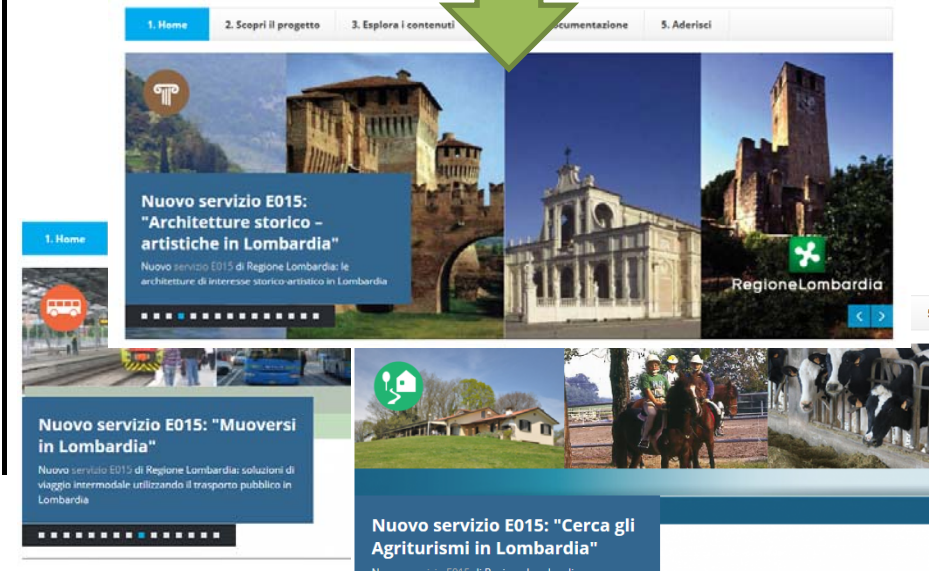 1. Home 2. Scopri il progetto 3. Esplora i contenuti ocumentazione 5. Aderisci
Nuovo servizio E015:
"Architetture storico –
artistiche in Lombardia"
Nuovo servizio E015 di Regione Lombardia: le
architetture di interesse storico-artistico in Lombardia
RegioneLombardia
1. Home
Nuovo servizio E015: "Muoversi
in Lombardia"
Nuovo servizio E015 di Regione Lombardia: soluzioni di
viaggio intermodale utilizzando il trasporto pubblico in
Lombardia
Nuovo servizio E015: "Cerca gli
Agriturismi in Lombardia"